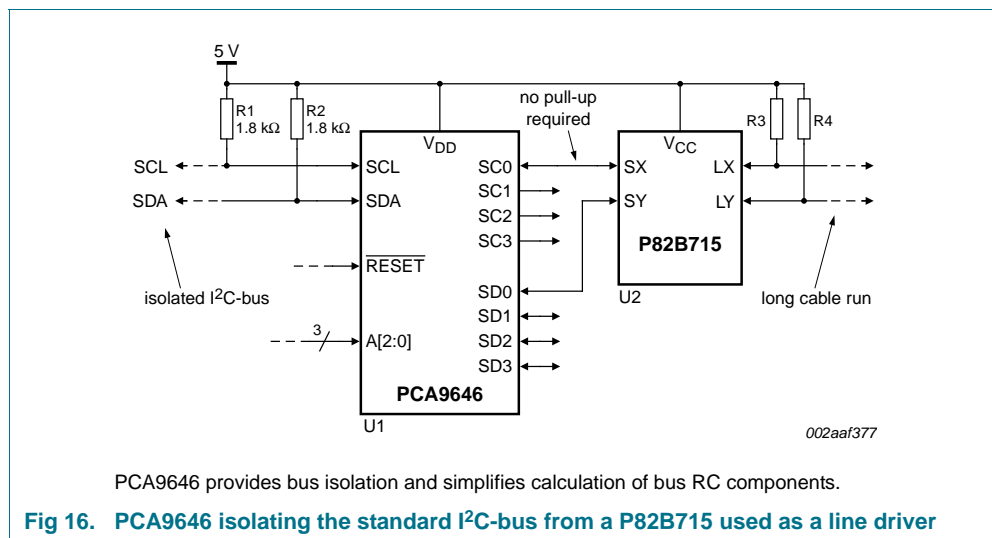 5 V
R1
1.8 kΩ
R2
1.8 kΩ
no pull-up
required
R3
R4
VDD
VCC
SCL
SCL
SC0
SX
LX
SDA
SDA
SC1
SY
LY
SC2
SC3
P82B715
RESET
isolated I2C-bus
SD0
U2
long cable run
SD1
3
A[2:0]
SD2
SD3
PCA9646
U1
002aaf377
PCA9646 provides bus isolation and simplifies calculation of bus RC components.
Fig 16. PCA9646 isolating the standard I2C-bus from a P82B715 used as a line driver